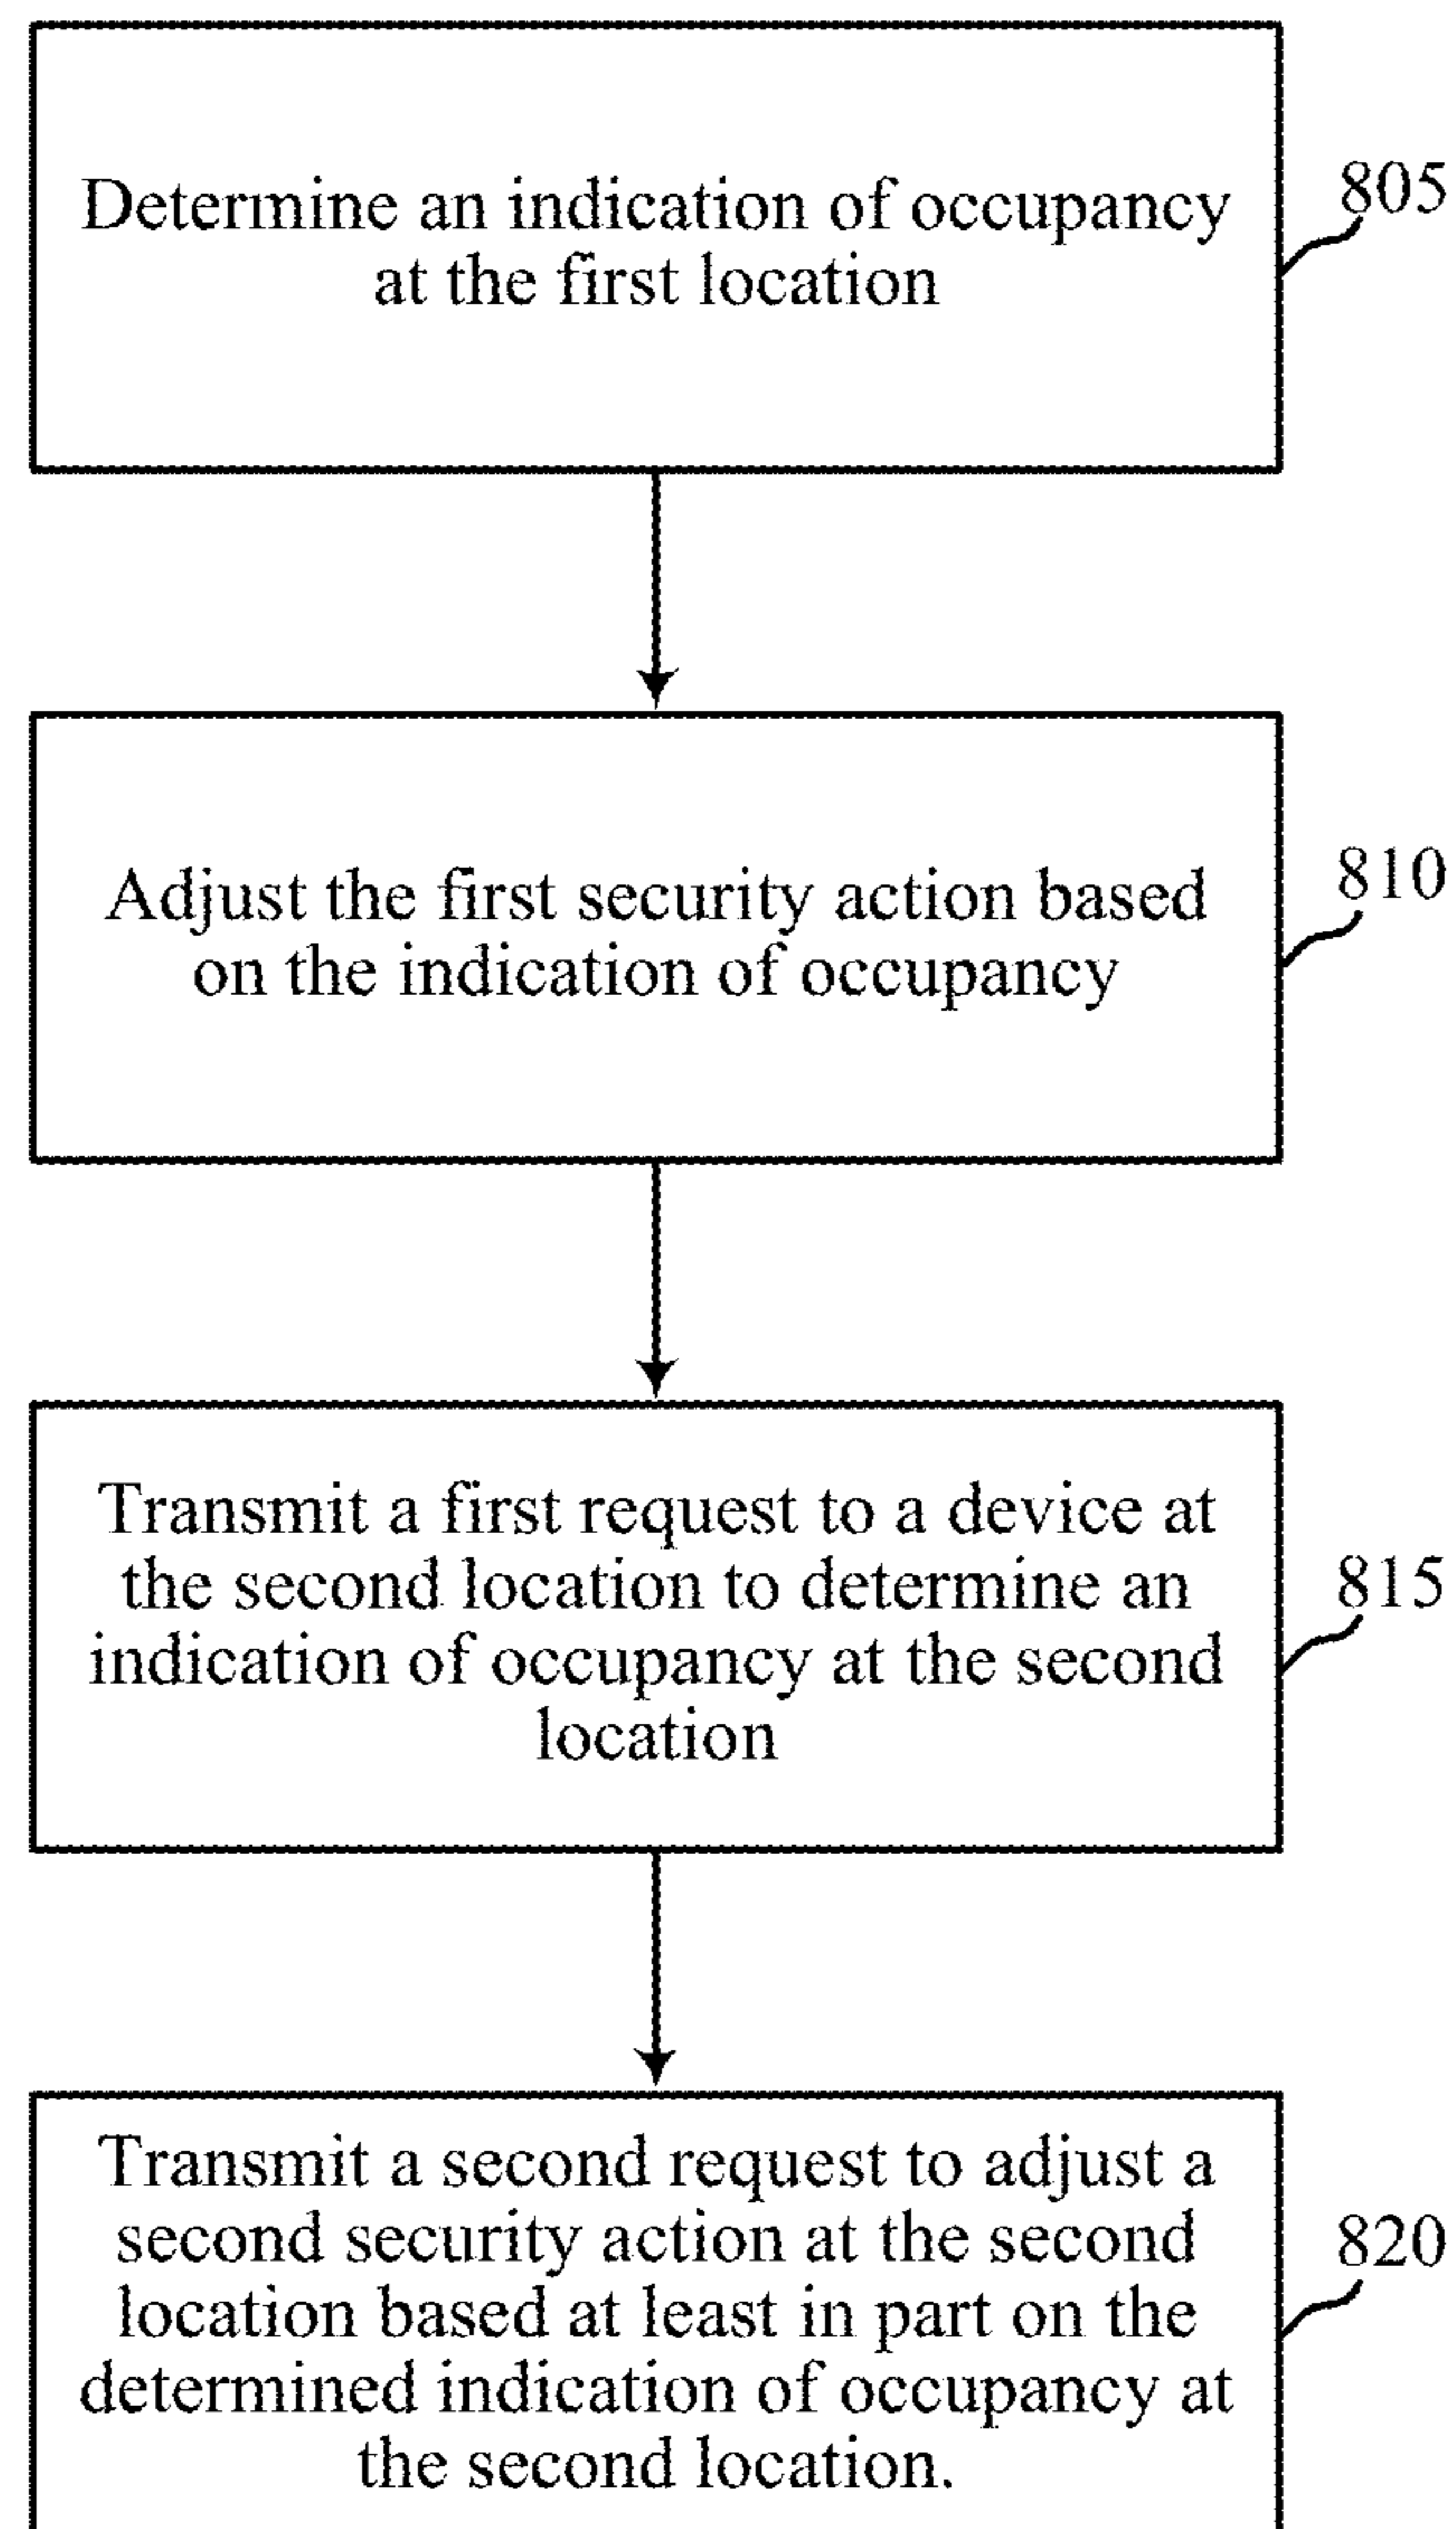 Determine an indication of occupancy
at the first location
805
Adjust the first security action based
on the indication of occupancy
810
Transmit a first request to a device at
the second location to determine an
indication of occupancy at the second
location
815
Transmit a second request to adjust a
second security action at the second
location based at least in part on the
determined indication of occupancy at
the second location.
820